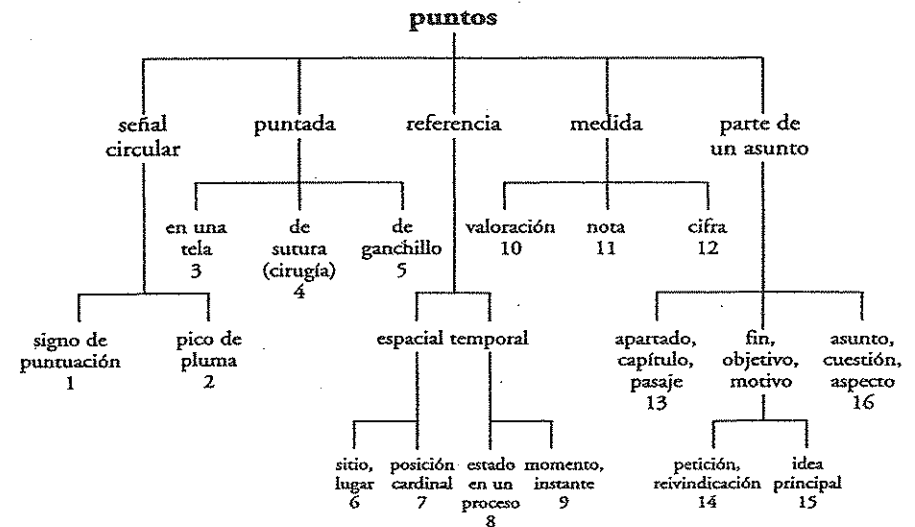 puntos
señal
circular
puntada
referencia
medida
parte de
un asunto
en una
tela
3
de
sutura
(cirugía)
4
de
ganchillo
5
valoración
10
nota
11
cifra
12
signo de
puntuación
1
pico de
pluma
2
espacial temporal
apartado,
capítulo,
pasaje
13
fin,
objetivo,
motivo
asunto,
cuestión,
aspecto
16
sitio,
lugar
6
posición
cardinal
7
estado
en un
proceso
8
momento,
instante
9
petición,
reivindicación
14
idea
principal
15